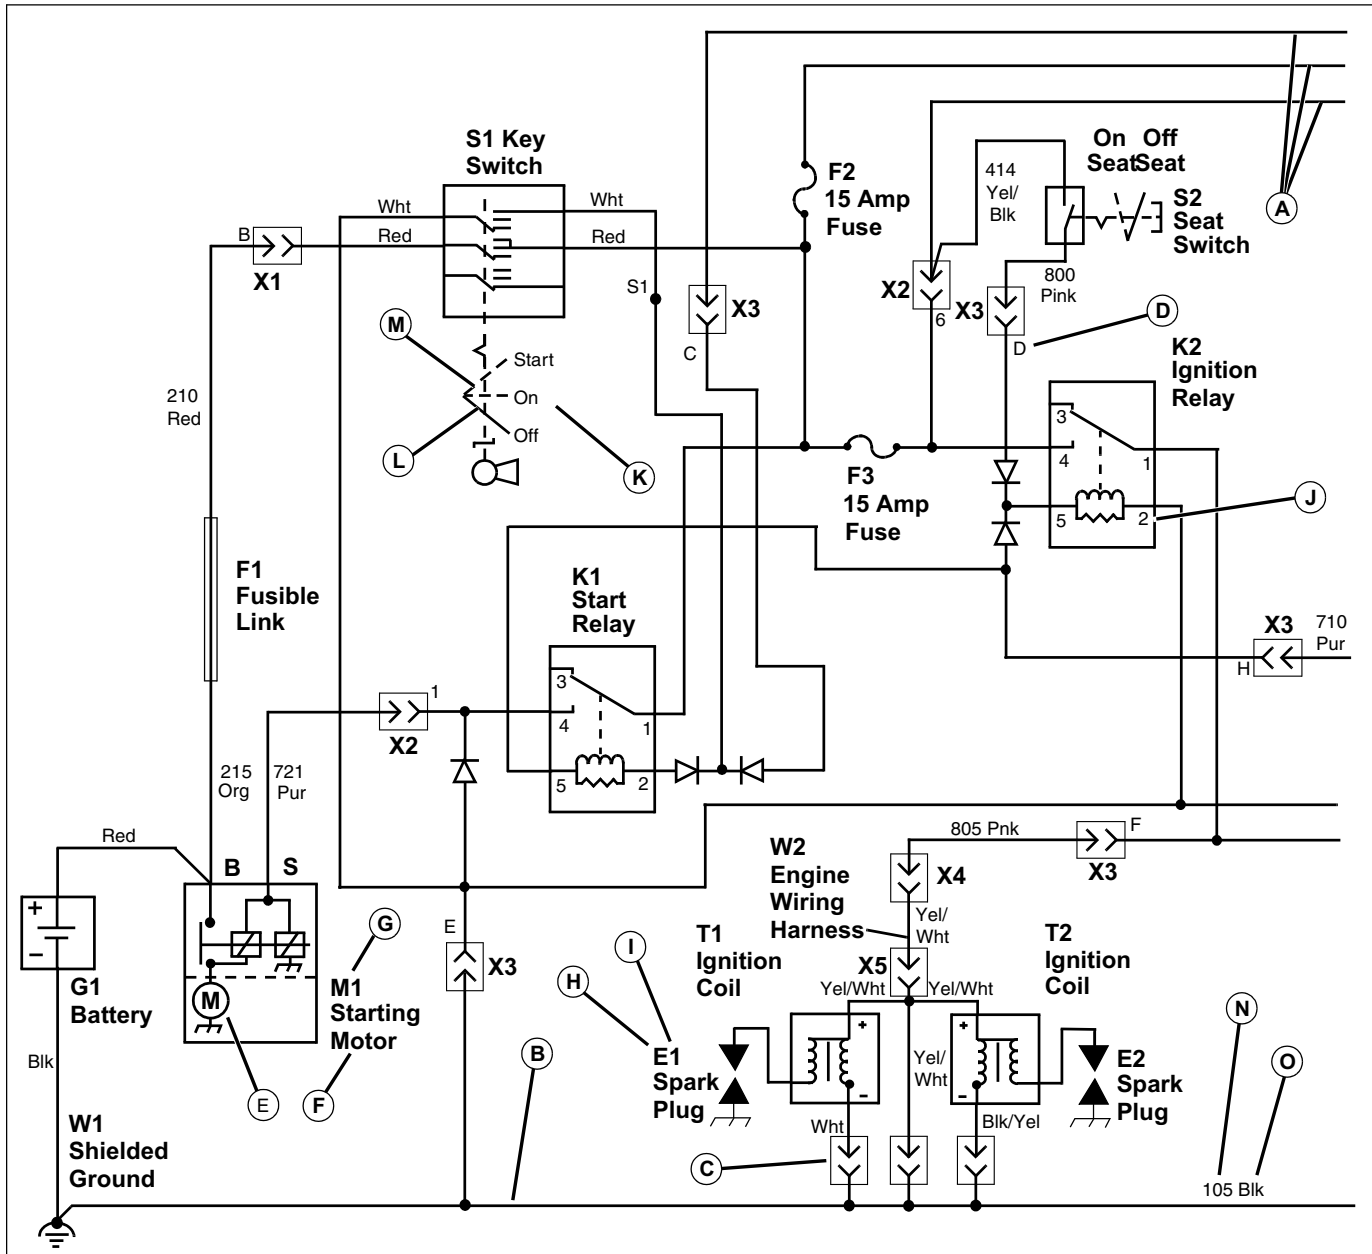 S1 Key
Switch
On Off
Seat Seat
F2
15 Amp
Fuse
414
Yel/
Blk
S2
Seat
Switch
A
Wht
Wht
B
Red
Red
X1
S1
X3
C
X2
6
800
Pink
X3
D
D
K2
Ignition
Relay
M
Start
On
Off
L
K
210
Red
3
4
1
5
2
J
F3
15 Amp
Fuse
F1
Fusible
Link
K1
Start
Relay
X3
710
Pur
H
1
X2
3
4
1
5
2
215
Org
721
Pur
Red
B
S
805 Pnk
F
X3
W2
Engine
Wiring
Harness
X4
Yel/
Wht
+
−
G1
Battery
M
G
M1
Starting
Motor
E
X3
I
H
T1
Ignition
Coil
X5
Yel/Wht
Yel/Wht
T2
Ignition
Coil
Blk
E
F
B
E1
Spark
Plug
+
−
Yel/
Wht
+
−
E2
Spark
Plug
N
O
W1
Shielded
Ground
Wht
Blk/Yel
C
105 Blk